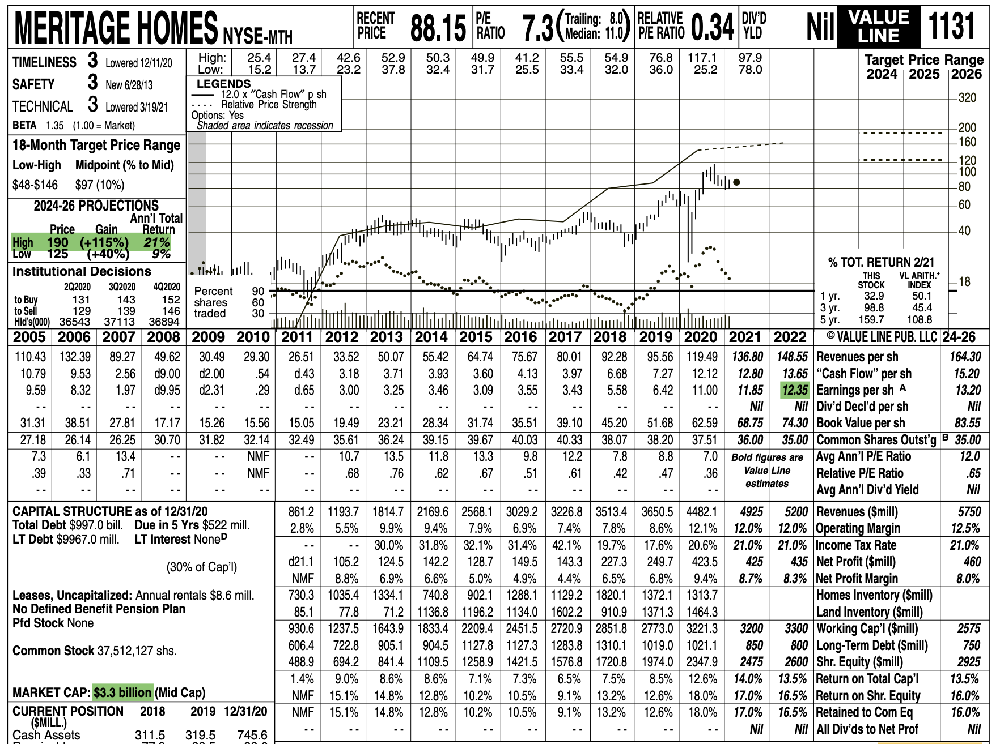 MERITAGE HOMES NYSE-MTH RECENT PRICE 88.15 P/E RATIO 7.3 (Trailing: 8.0 Median: 11.0) RELATIVE P/E RATIO 0.34 DIV'D YLD Nil VALUE LINE 1131
TIMELINESS 3 Lowered 12/11/20
SAFETY 3 New 6/28/13
TECHNICAL 3 Lowered 3/19/21
BETA 1.35 (1.00 = Market)
18-Month Target Price Range
Low-High Midpoint (% to Mid)
$48-$146 $97 (10%)
2024-26 PROJECTIONS
Ann'l Total
Price Gain Return
High 190 (+115%) 21%
Low 125 (+40%) 9%
Institutional Decisions
2Q2020 3Q2020 4Q2020
to Buy 131 143 152
to Sell 129 139 146
Hld's(000) 36543 37113 36894
High: 25.4 27.4 42.6 52.9 50.3 49.9 41.2 55.5 54.9 76.8 117.1 97.9
Low: 15.2 13.7 23.2 37.8 32.4 31.7 25.5 33.4 32.0 36.0 25.2 78.0
LEGENDS
12.0 x "Cash Flow" p sh
. . . . Relative Price Strength
Options: Yes
Shaded area indicates recession
Target Price Range
2024 2025 2026
320
200
160
120
100
80
60
40
18
Percent shares traded
90
60
30
% TOT. RETURN 2/21
THIS STOCK VL ARITH.* INDEX
1 yr. 32.9 50.1
3 yr. 98.8 45.4
5 yr. 159.7 108.8
2005 2006 2007 2008 2009 2010 2011 2012 2013 2014 2015 2016 2017 2018 2019 2020 2021 2022 © VALUE LINE PUB. LLC 24-26
110.43 132.39 89.27 49.62 30.49 29.30 26.51 33.52 50.07 55.42 64.74 75.67 80.01 92.28 95.56 119.49 136.80 148.55 Revenues per sh 164.30
10.79 9.53 2.56 d9.00 d2.00 .54 d.43 3.18 3.71 3.93 3.60 4.13 3.97 6.68 7.27 12.12 12.80 13.65 "Cash Flow" per sh 15.20
9.59 8.32 1.97 d9.95 d2.31 .29 d.65 3.00 3.25 3.46 3.09 3.55 3.43 5.58 6.42 11.00 11.85 12.35 Earnings per sh A 13.20
-- -- -- -- -- -- -- -- -- -- -- -- -- -- -- -- Nil Nil Div'd Decl'd per sh Nil
31.31 38.51 27.81 17.17 15.26 15.56 15.05 19.49 23.21 28.34 31.74 35.51 39.10 45.20 51.68 62.59 68.75 74.30 Book Value per sh 83.55
27.18 26.14 26.25 30.70 31.82 32.14 32.49 35.61 36.24 39.15 39.67 40.03 40.33 38.07 38.20 37.51 36.00 35.00 Common Shares Outst'g B 35.00
7.3 6.1 13.4 -- -- NMF -- 10.7 13.5 11.8 13.3 9.8 12.2 7.8 8.8 7.0 Avg Ann'l P/E Ratio 12.0
.39 .33 .71 -- -- NMF -- .68 .76 .62 .67 .51 .61 .42 .47 .36 Relative P/E Ratio .65
-- -- -- -- -- -- -- -- -- -- -- -- -- -- -- -- Avg Ann'l Div'd Yield Nil
Bold figures are
Value Line
estimates
CAPITAL STRUCTURE as of 12/31/20
Total Debt $997.0 bill. Due in 5 Yrs $522 mill.
LT Debt $9967.0 mill. LT Interest None D
(30% of Cap'l)
Leases, Uncapitalized: Annual rentals $8.6 mill.
No Defined Benefit Pension Plan
Pfd Stock None
Common Stock 37,512,127 shs.
MARKET CAP: $3.3 billion (Mid Cap)
CURRENT POSITION 2018 2019 12/31/20
($MILL.)
Cash Assets 311.5 319.5 745.6
861.2 1193.7 1814.7 2169.6 2568.1 3029.2 3226.8 3513.4 3650.5 4482.1 4925 5200 Revenues ($mill) 5750
2.8% 5.5% 9.9% 9.4% 7.9% 6.9% 7.4% 7.8% 8.6% 12.1% 12.0% 12.0% Operating Margin 12.5%
-- -- 30.0% 31.8% 32.1% 31.4% 42.1% 19.7% 17.6% 20.6% 21.0% 21.0% Income Tax Rate 21.0%
d21.1 105.2 124.5 142.2 128.7 149.5 143.3 227.3 249.7 423.5 425 435 Net Profit ($mill) 460
NMF 8.8% 6.9% 6.6% 5.0% 4.9% 4.4% 6.5% 6.8% 9.4% 8.7% 8.3% Net Profit Margin 8.0%
730.3 1035.4 1334.1 740.8 902.1 1288.1 1129.2 1820.1 1372.1 1313.7 Homes Inventory ($mill)
85.1 77.8 71.2 1136.8 1196.2 1134.0 1602.2 910.9 1371.3 1464.3 Land Inventory ($mill)
930.6 1237.5 1643.9 1833.4 2209.4 2451.5 2720.9 2851.8 2773.0 3221.3 3200 3300 Working Cap'l ($mill) 2575
606.4 722.8 905.1 904.5 1127.8 1127.3 1283.8 1310.1 1019.0 1021.1 850 800 Long-Term Debt ($mill) 750
488.9 694.2 841.4 1109.5 1258.9 1421.5 1576.8 1720.8 1974.0 2347.9 2475 2600 Shr. Equity ($mill) 2925
1.4% 9.0% 8.6% 8.6% 7.1% 7.3% 6.5% 7.5% 8.5% 12.6% 14.0% 13.5% Return on Total Cap'l 13.5%
NMF 15.1% 14.8% 12.8% 10.2% 10.5% 9.1% 13.2% 12.6% 18.0% 17.0% 16.5% Return on Shr. Equity 16.0%
NMF 15.1% 14.8% 12.8% 10.2% 10.5% 9.1% 13.2% 12.6% 18.0% 17.0% 16.5% Retained to Com Eq 16.0%
-- -- -- -- -- -- -- -- -- -- Nil Nil All Div'ds to Net Prof Nil